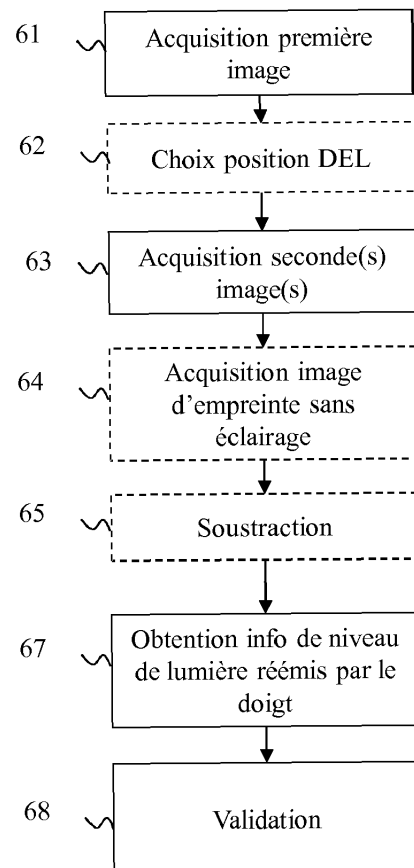 61
Acquisition première
image
62
Choix position DEL
63
Acquisition seconde(s)
image(s)
64
Acquisition image
d'empreinte sans
éclairage
65
Soustraction
67
Obtention info de niveau
de lumière réémis par le
doigt
68
Validation